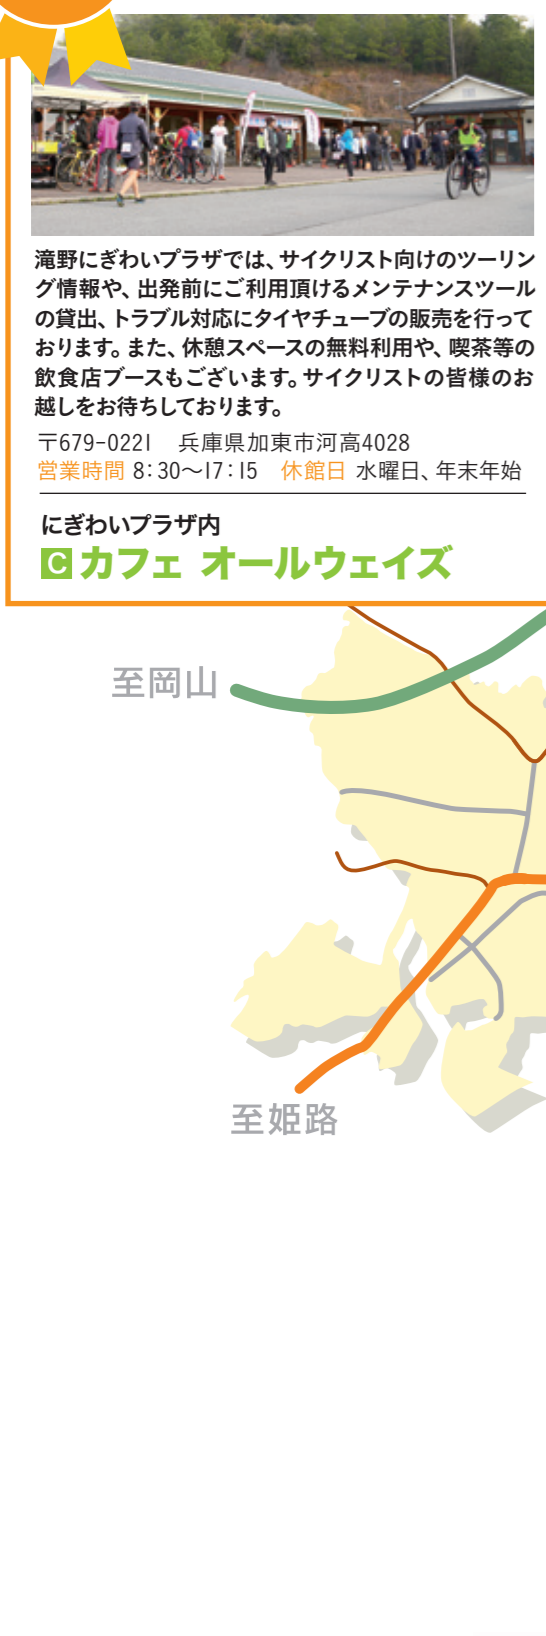 滝野にぎわいプラザでは、サイクリスト向けのツーリン
グ情報や、出発前にご利用頂けるメンテナンスツール
の貸出、トラブル対応にタイヤチューブの販売を行って
おります。また、休憩スペースの無料利用や、喫茶等の
飲食店ブースもございます。サイクリストの皆様のお
越しをお待ちしております。
〒679-0221　兵庫県加東市河高4028
営業時間 8:30〜17:15　休館日 水曜日、年末年始
にぎわいプラザ内
C カフェ オールウェイズ
至岡山
至姫路